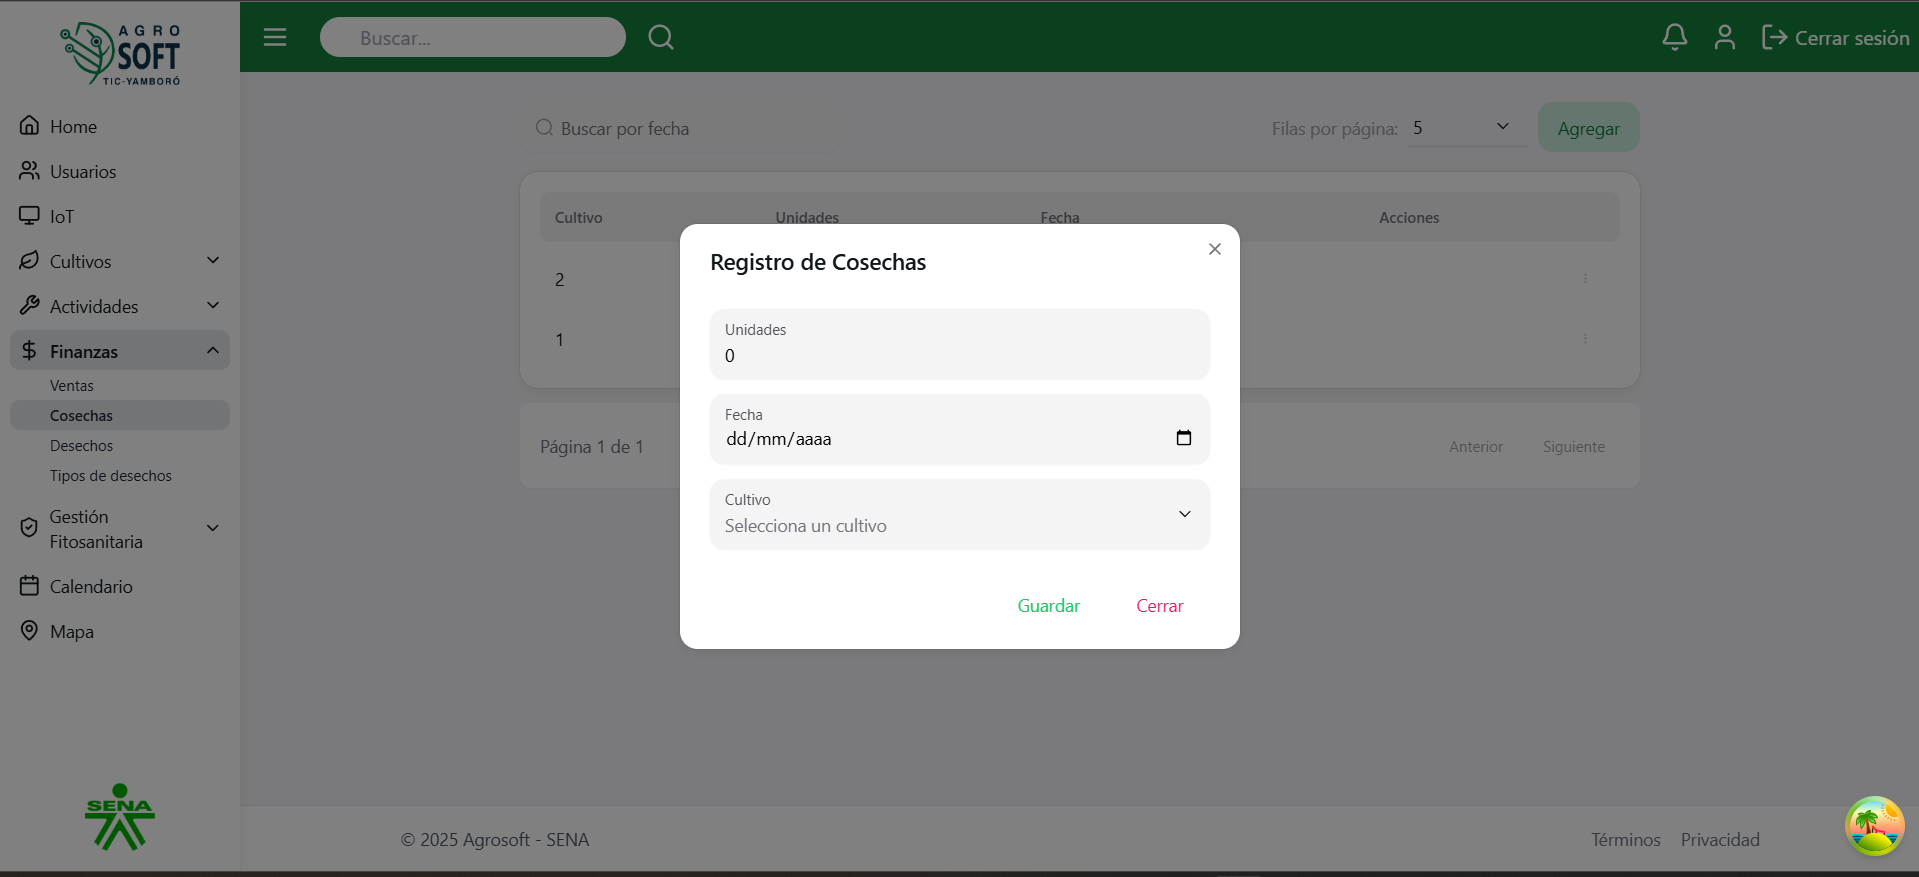 AGRO
SOFT
TIC-YAMBORÓ
Buscar...
Cerrar sesión
Home
Usuarios
IoT
Cultivos
Actividades
Finanzas
Ventas
Cosechas
Desechos
Tipos de desechos
Gestión
Fitosanitaria
Calendario
Mapa
SENA
Buscar por fecha
Filas por página: 5
Agregar
Cultivo Unidades Fecha Acciones
2
1
Página 1 de 1
Anterior Siguiente
Registro de Cosechas
Unidades
0
Fecha
dd/mm/aaaa
Cultivo
Selecciona un cultivo
Guardar Cerrar
© 2025 Agrosoft - SENA
Términos Privacidad